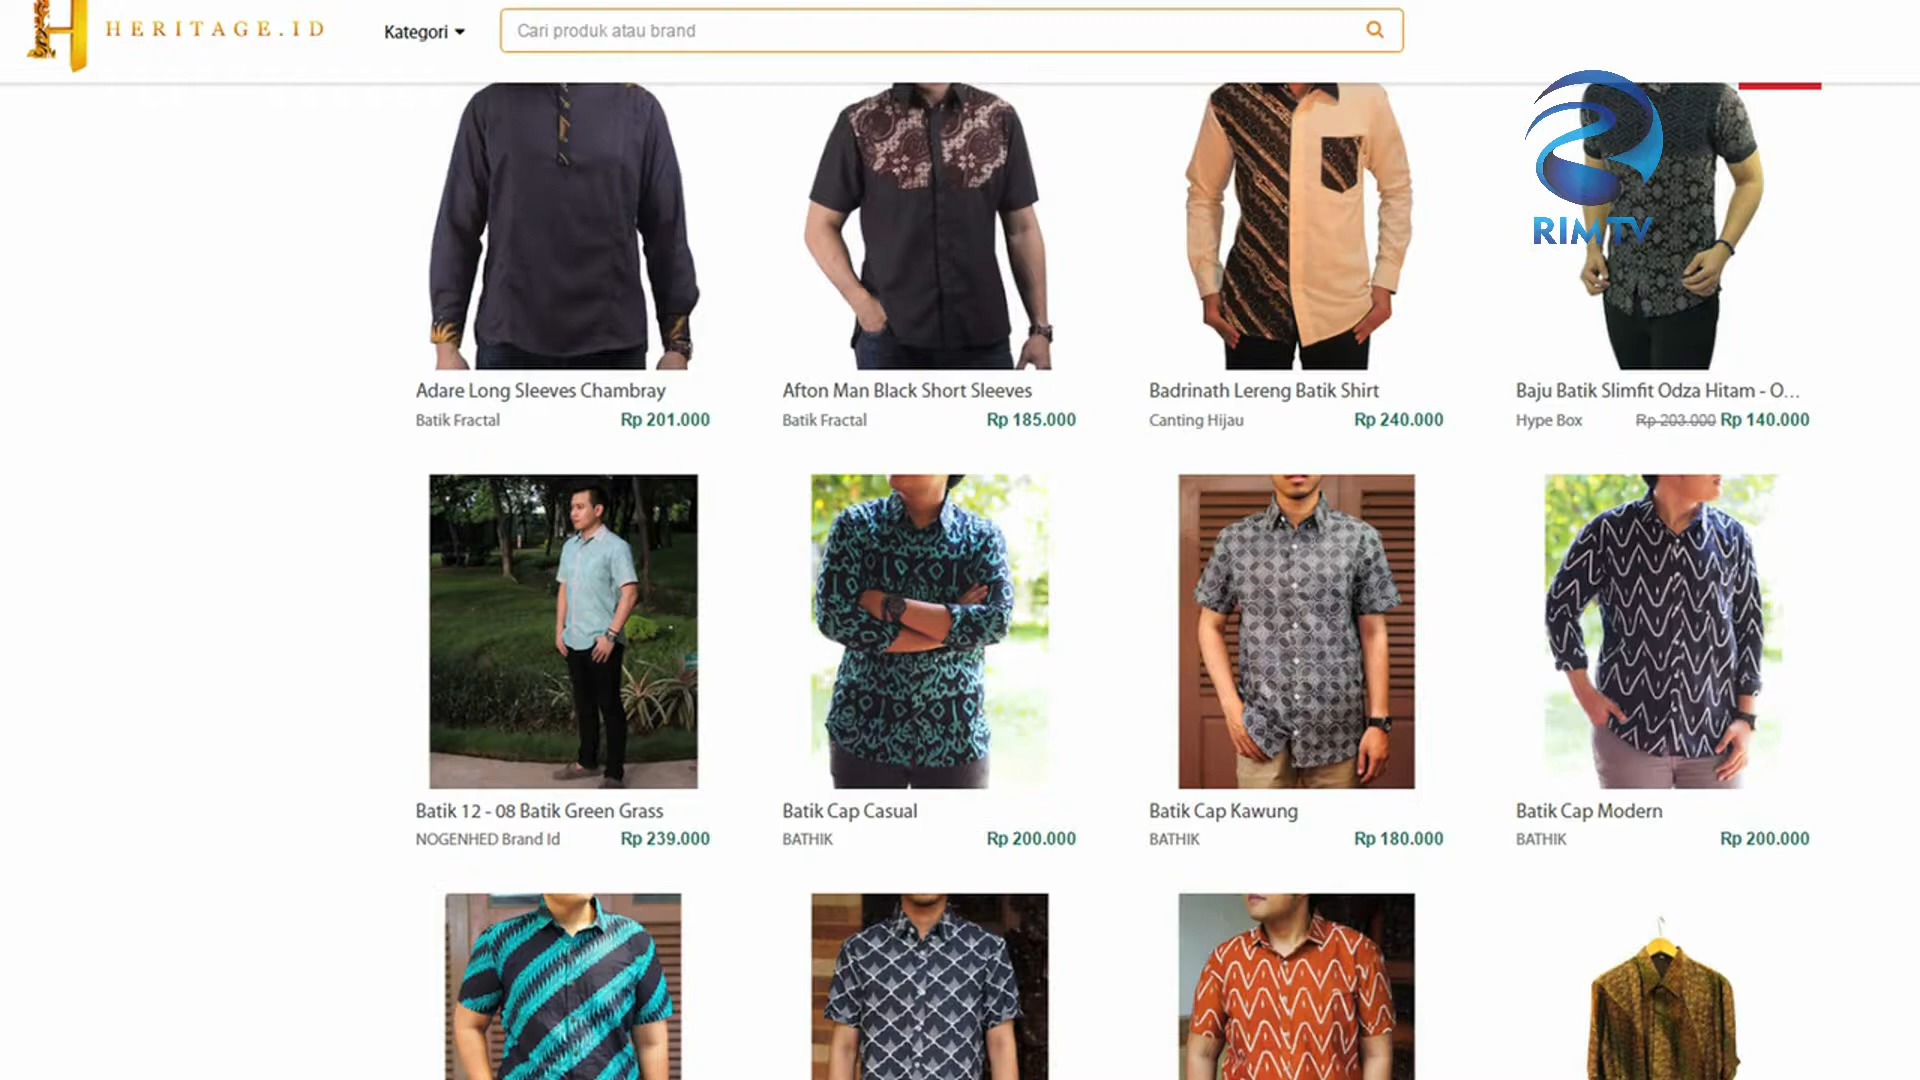 HERITAGE.ID
Kategori
Cari produk atau brand
RIMTV
Adare Long Sleeves Chambray
Batik Fractal Rp 201.000
Afton Man Black Short Sleeves
Batik Fractal Rp 185.000
Badrinath Lereng Batik Shirt
Canting Hijau Rp 240.000
Baju Batik Slimfit Odza Hitam - O...
Hype Box Rp 203.000 Rp 140.000
Batik 12 - 08 Batik Green Grass
NOGENHED Brand Id Rp 239.000
Batik Cap Casual
BATHIK Rp 200.000
Batik Cap Kawung
BATHIK Rp 180.000
Batik Cap Modern
BATHIK Rp 200.000